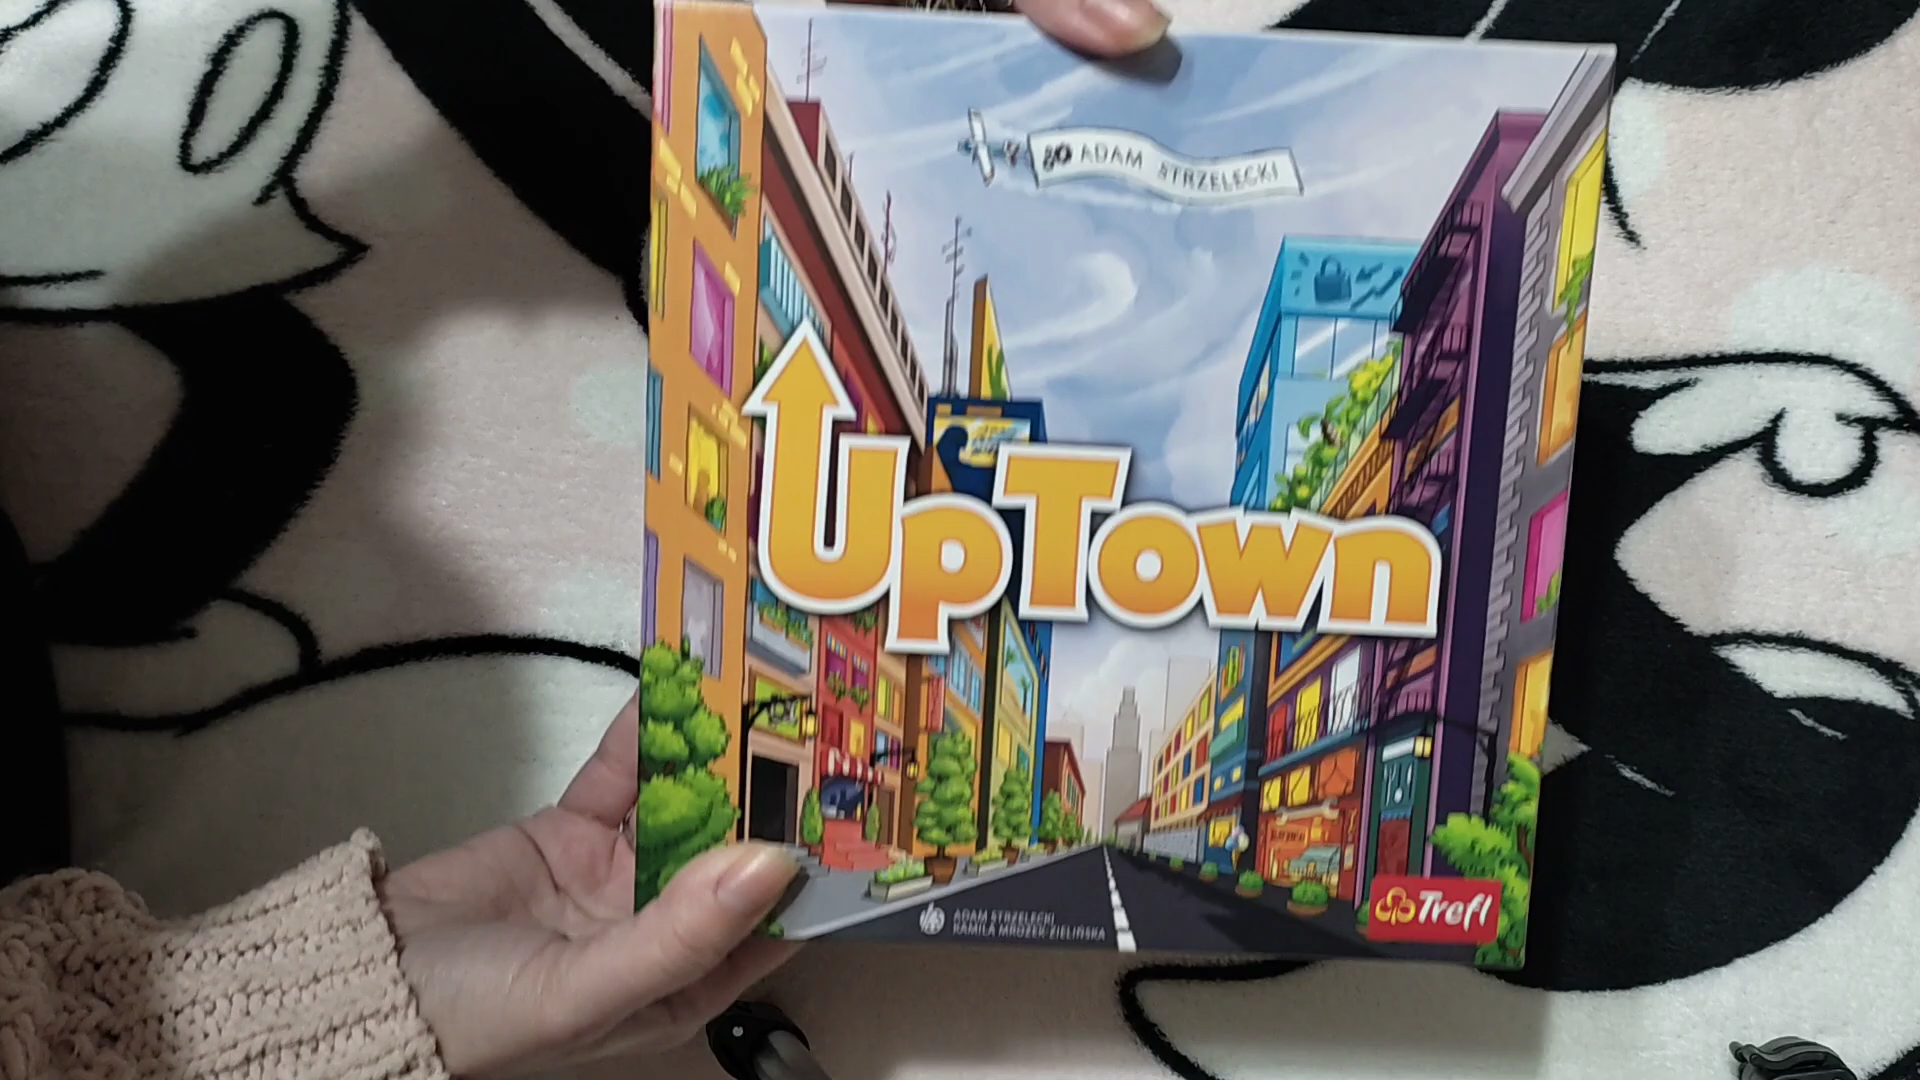 ADAM STRZELECKI
UpTown
ADAM STRZELECKI
KAMILA MROZEK-ZIELIŃSKA
Trefl